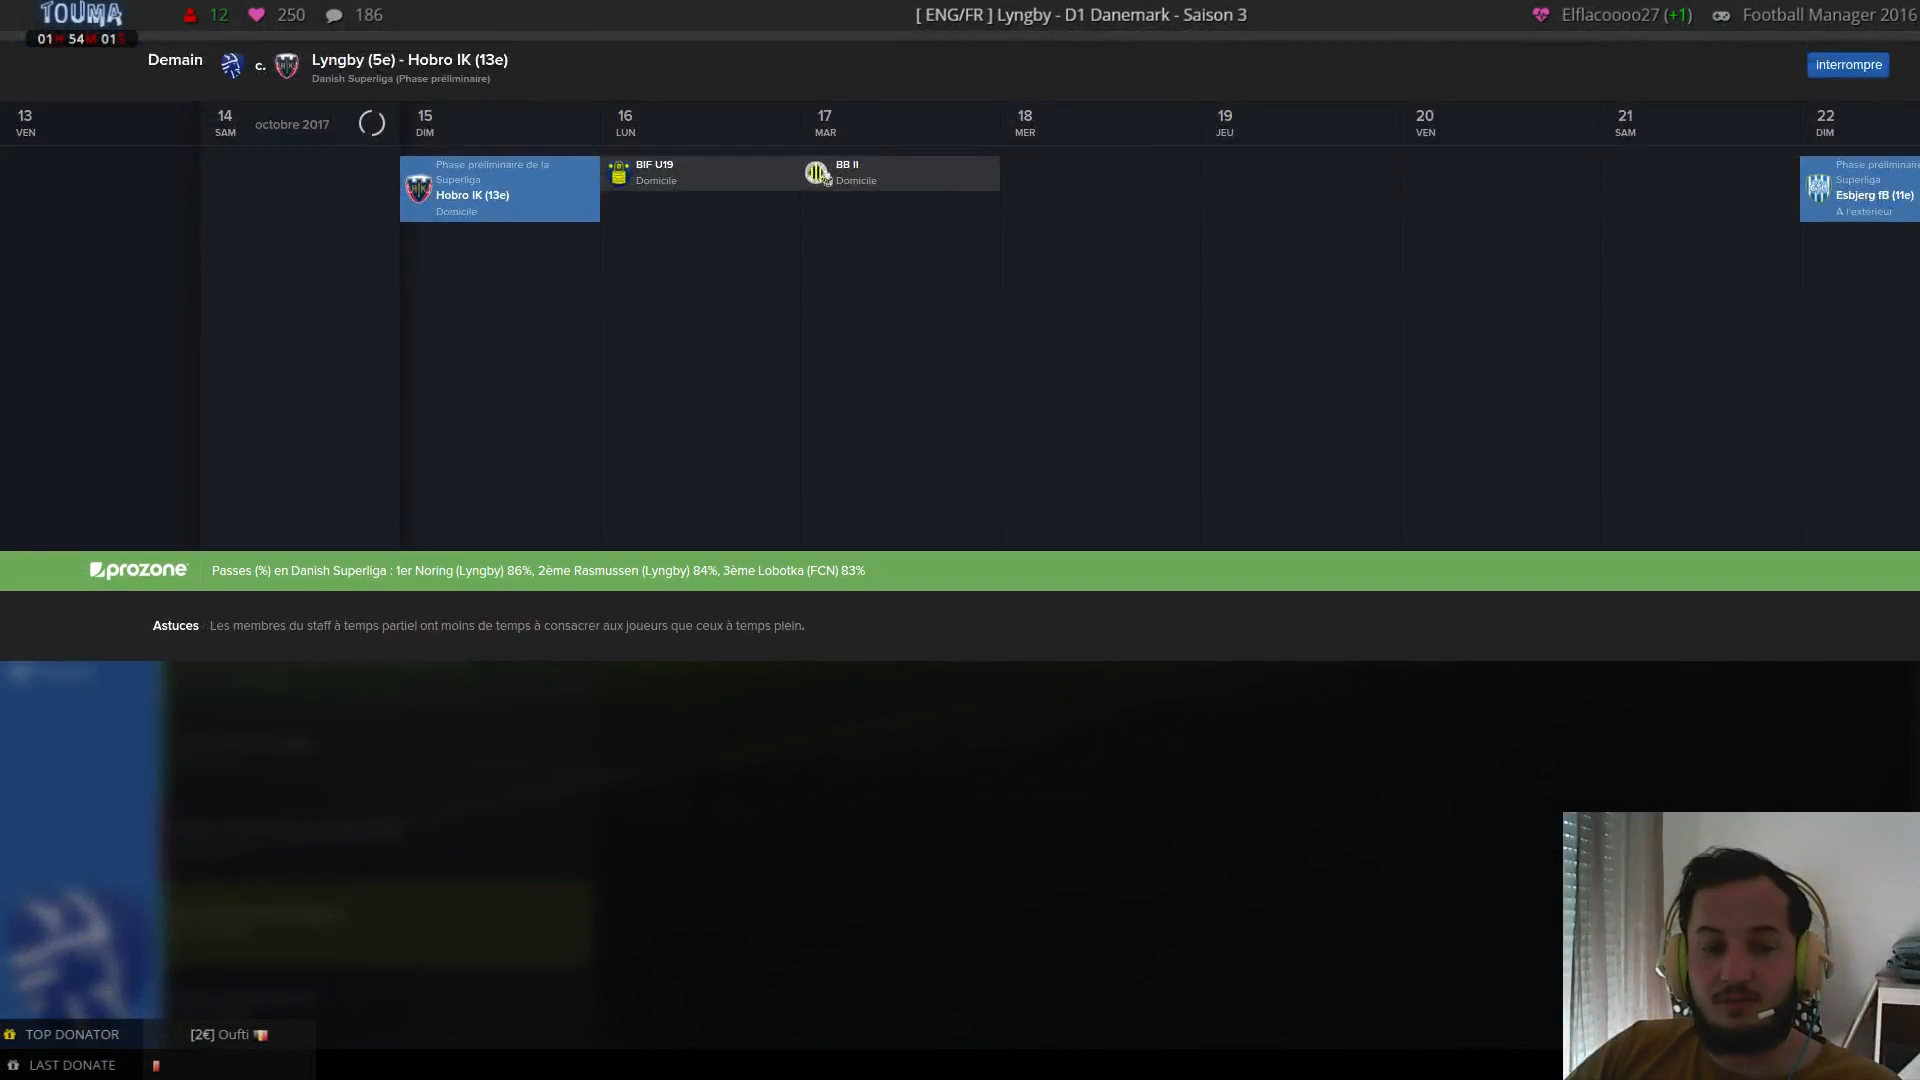 TOUMA
12
250
186
[ ENG/FR ] Lyngby - D1 Danemark - Saison 3
Elflacoooo27 (+1)
Football Manager 2016
01H 54M 01S
Demain
c.
Lyngby (5e) - Hobro IK (13e)
Danish Superliga (Phase préliminaire)
interrompre
13
VEN
14
SAM
octobre 2017
15
DIM
16
LUN
17
MAR
18
MER
19
JEU
20
VEN
21
SAM
22
DIM
Phase préliminaire de la
Superliga
Hobro IK (13e)
Domicile
BIF U19
Domicile
BB II
Domicile
Phase préliminaire
Superliga
Esbjerg fB (11e)
À l'extérieur
prozone
Passes (%) en Danish Superliga : 1er Noring (Lyngby) 86%, 2ème Rasmussen (Lyngby) 84%, 3ème Lobotka (FCN) 83%
Astuces
Les membres du staff à temps partiel ont moins de temps à consacrer aux joueurs que ceux à temps plein.
TOP DONATOR
[2€] Oufti
LAST DONATE